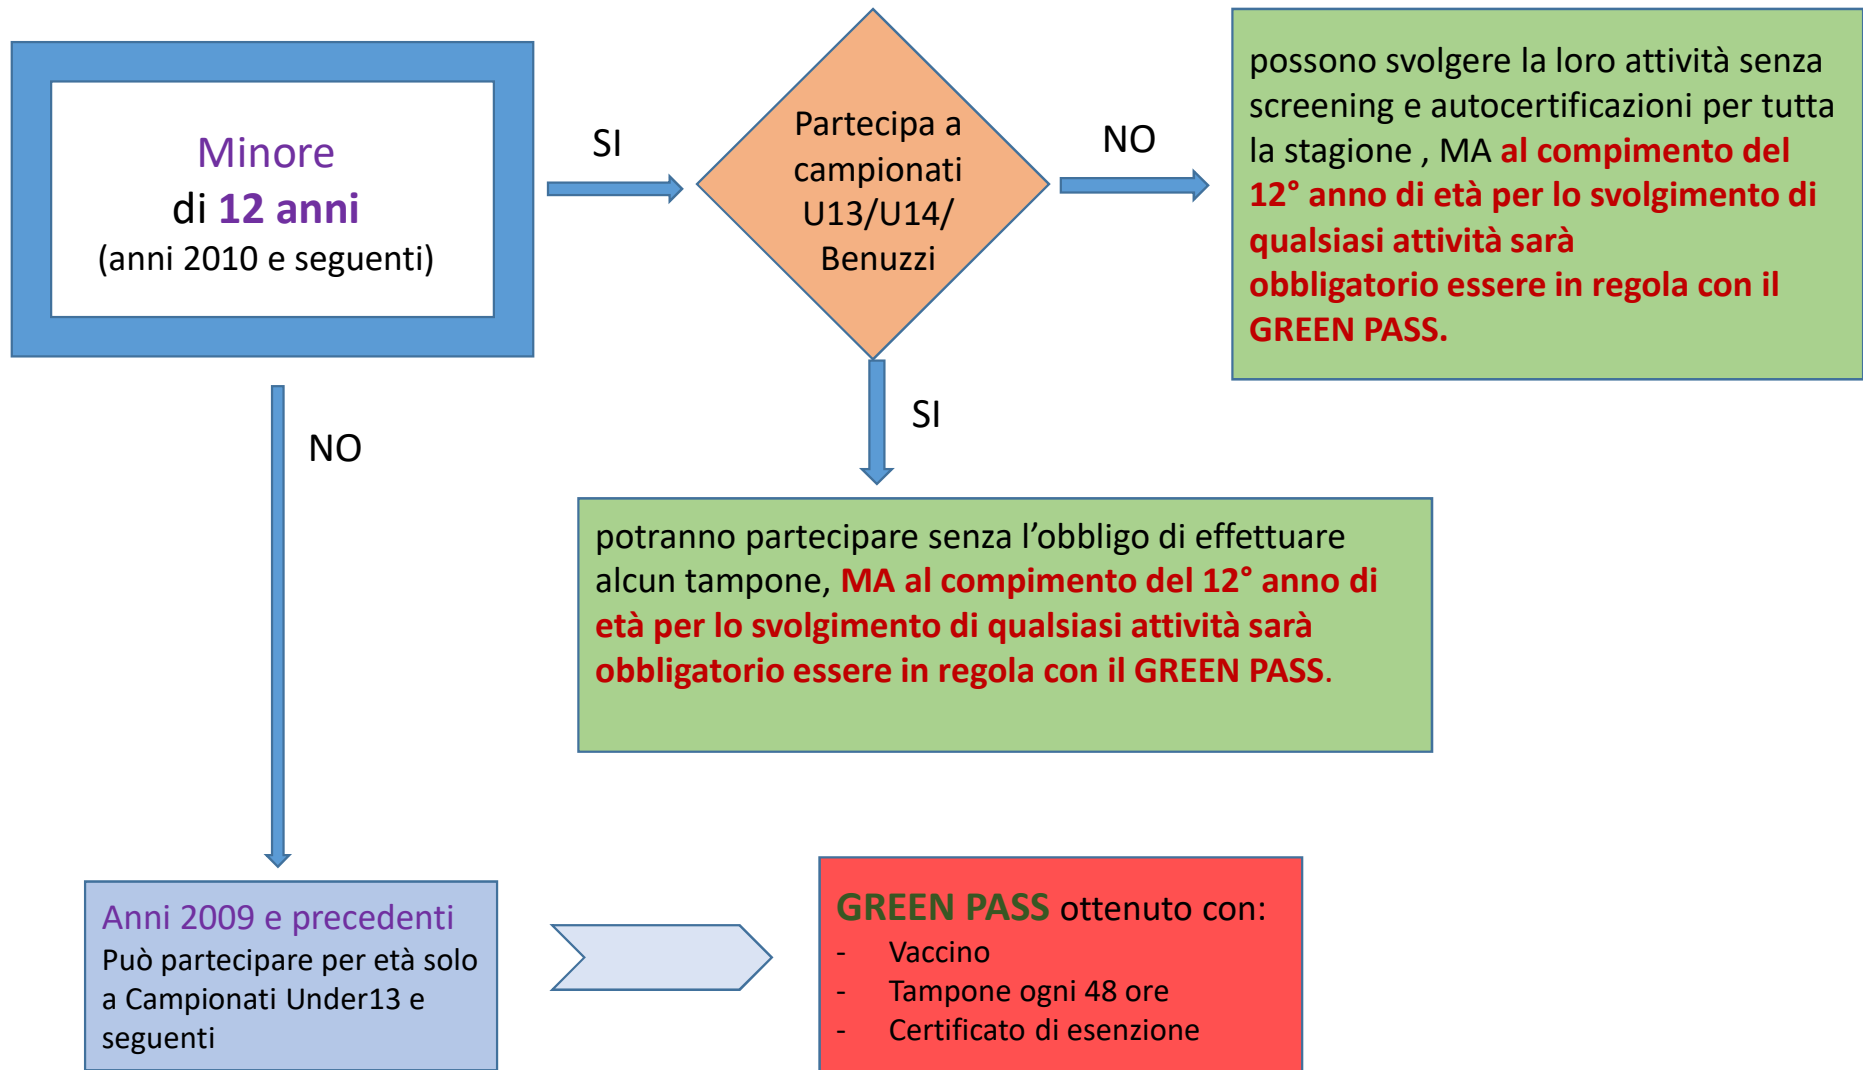 Minore
di 12 anni
(anni 2010 e seguenti)
SI
Partecipa a
campionati
U13/U14/
Benuzzi
NO
possono svolgere la loro attività senza
screening e autocertificazioni per tutta
la stagione , MA al compimento del
12° anno di età per lo svolgimento di
qualsiasi attività sarà
obbligatorio essere in regola con il
GREEN PASS.
SI
NO
potranno partecipare senza l’obbligo di effettuare
alcun tampone, MA al compimento del 12° anno di
età per lo svolgimento di qualsiasi attività sarà
obbligatorio essere in regola con il GREEN PASS.
Anni 2009 e precedenti
Può partecipare per età solo
a Campionati Under13 e
seguenti
GREEN PASS ottenuto con:
- Vaccino
- Tampone ogni 48 ore
- Certificato di esenzione